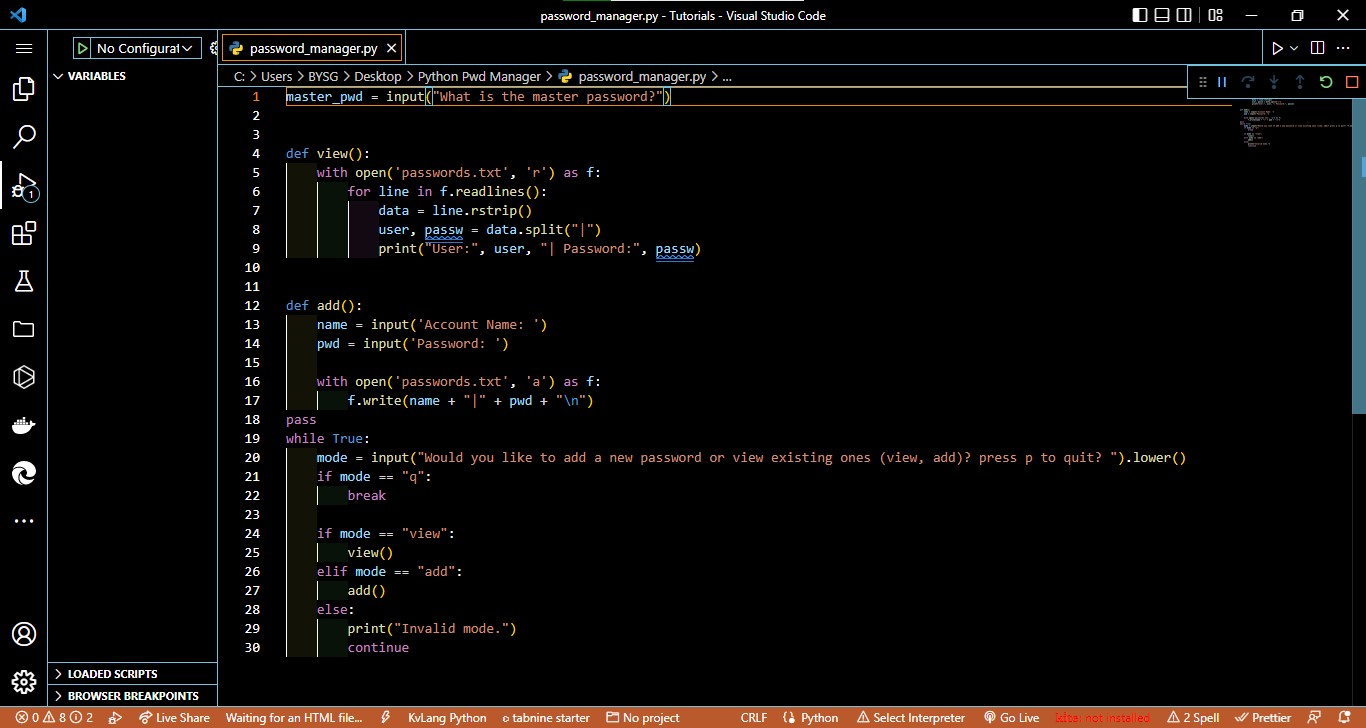 password_manager.py - Tutorials - Visual Studio Code
No Configurat
password_manager.py
VARIABLES
C: > Users > BYSG > Desktop > Python Pwd Manager > password_manager.py > ...
1 master_pwd = input("What is the master password?")
2
3
4 def view():
5     with open('passwords.txt', 'r') as f:
6         for line in f.readlines():
7             data = line.rstrip()
8             user, passw = data.split("|")
9             print("User:", user, "| Password:", passw)
10
11
12 def add():
13     name = input('Account Name: ')
14     pwd = input('Password: ')
15
16     with open('passwords.txt', 'a') as f:
17         f.write(name + "|" + pwd + "\n")
18 pass
19 while True:
20     mode = input("Would you like to add a new password or view existing ones (view, add)? press p to quit? ").lower()
21     if mode == "q":
22         break
23
24     if mode == "view":
25         view()
26     elif mode == "add":
27         add()
28     else:
29         print("Invalid mode.")
30         continue
1
LOADED SCRIPTS
BROWSER BREAKPOINTS
0 8 2 Live Share Waiting for an HTML file... KvLang Python tabnine starter No project CRLF Python Select Interpreter Go Live kite: not installed 2 Spell Prettier